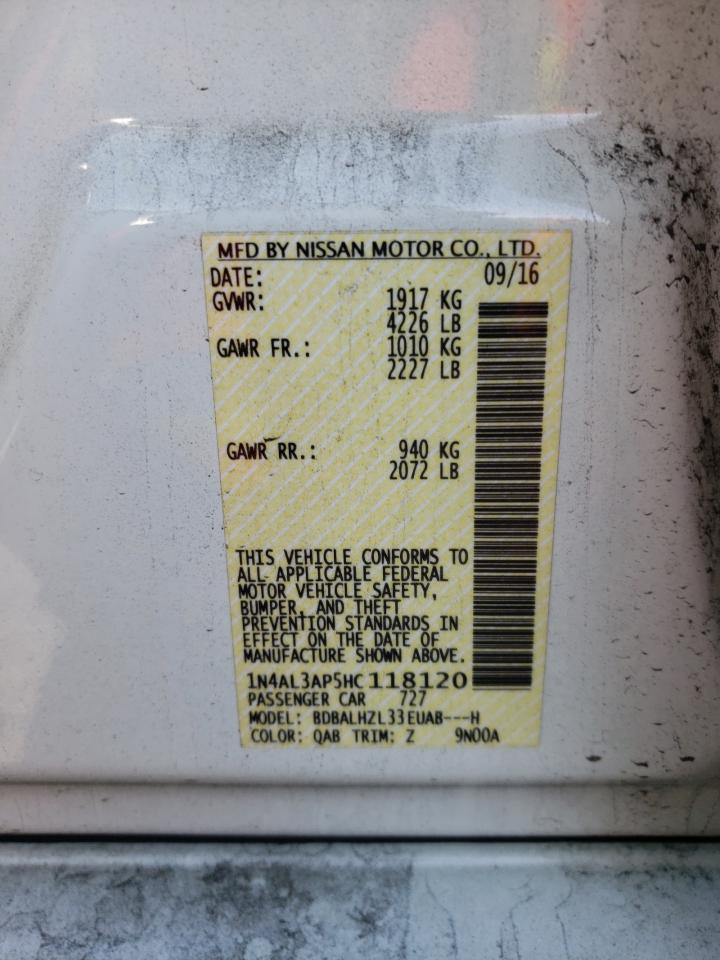 MFD BY NISSAN MOTOR CO., LTD.
DATE: 09/16
GVWR: 1917 KG
4226 LB
GAWR FR.: 1010 KG
2227 LB
GAWR RR.: 940 KG
2072 LB
THIS VEHICLE CONFORMS TO
ALL APPLICABLE FEDERAL
MOTOR VEHICLE SAFETY,
BUMPER, AND THEFT
PREVENTION STANDARDS IN
EFFECT ON THE DATE OF
MANUFACTURE SHOWN ABOVE.
1N4AL3AP5HC118120
PASSENGER CAR 727
MODEL: BDBALHZL33EUAB---H
COLOR: QAB TRIM: Z 9N00A